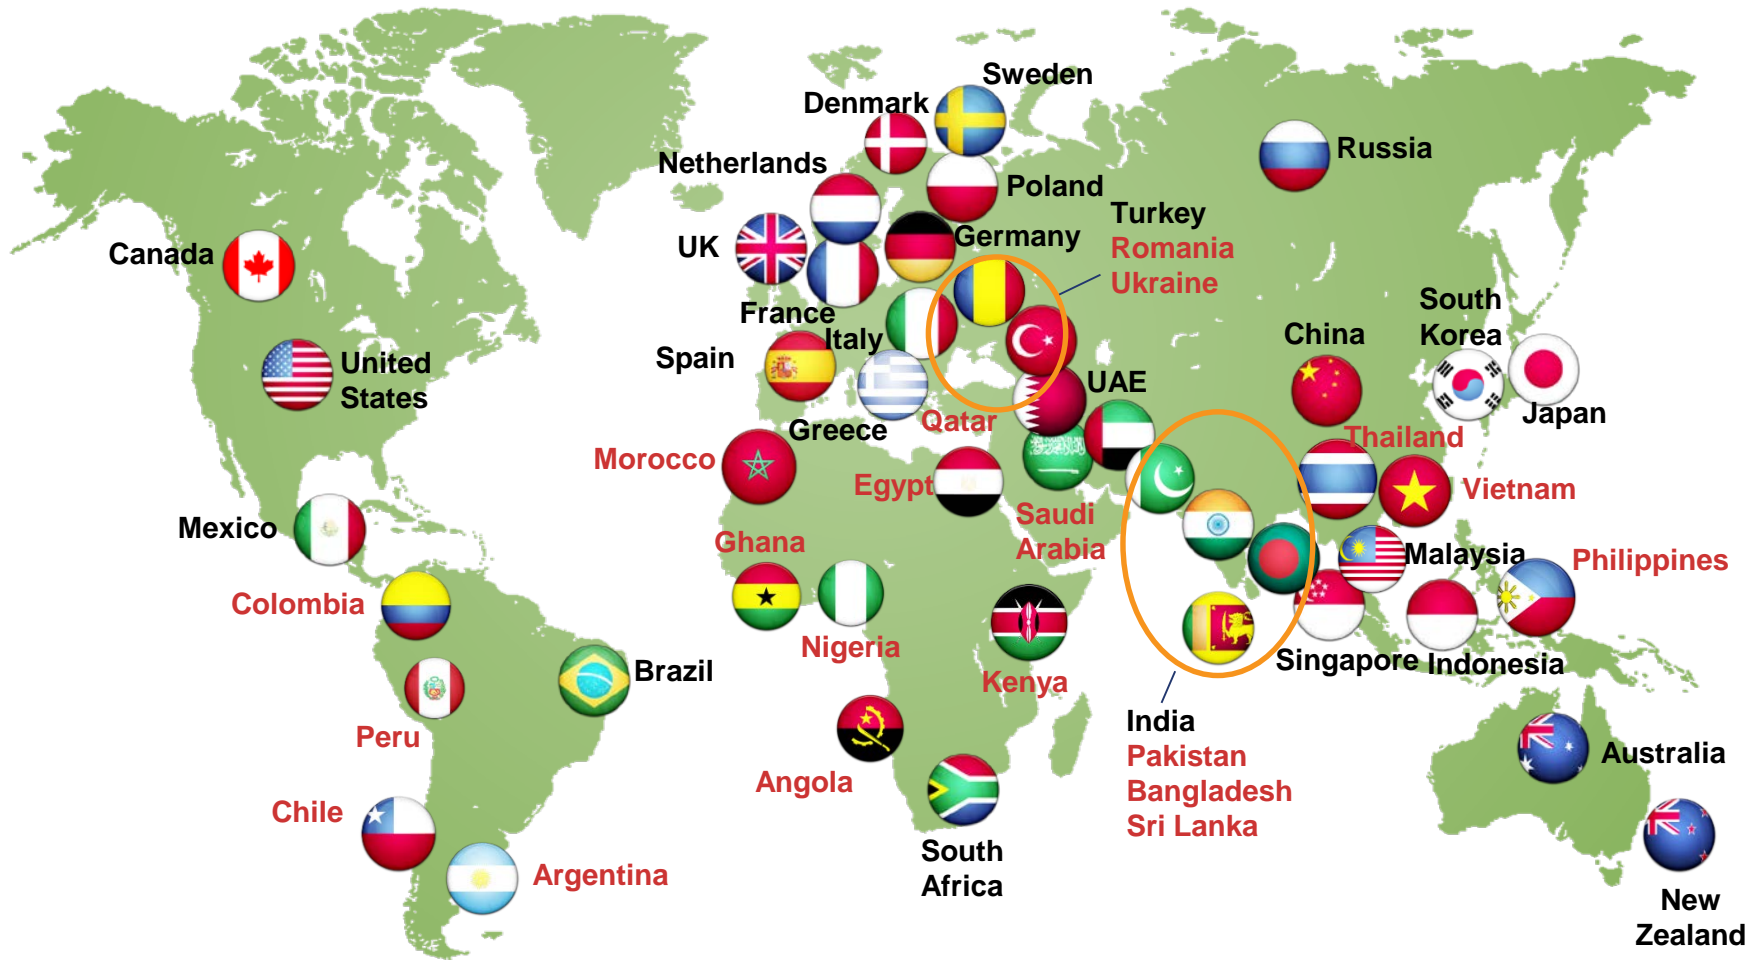 Sweden
Denmark
Russia
Netherlands
Poland
Turkey
Romania
Ukraine
Germany
UK
Canada
South
Korea
France
China
Italy
Spain
United
States
UAE
Japan
Qatar
Greece
Thailand
Morocco
Egypt
Vietnam
Saudi
Arabia
Mexico
Ghana
Malaysia
Philippines
Colombia
Nigeria
Singapore
Indonesia
Brazil
Kenya
Peru
India
Pakistan
Bangladesh
Sri Lanka
Australia
Angola
Chile
South
Africa
Argentina
New
Zealand